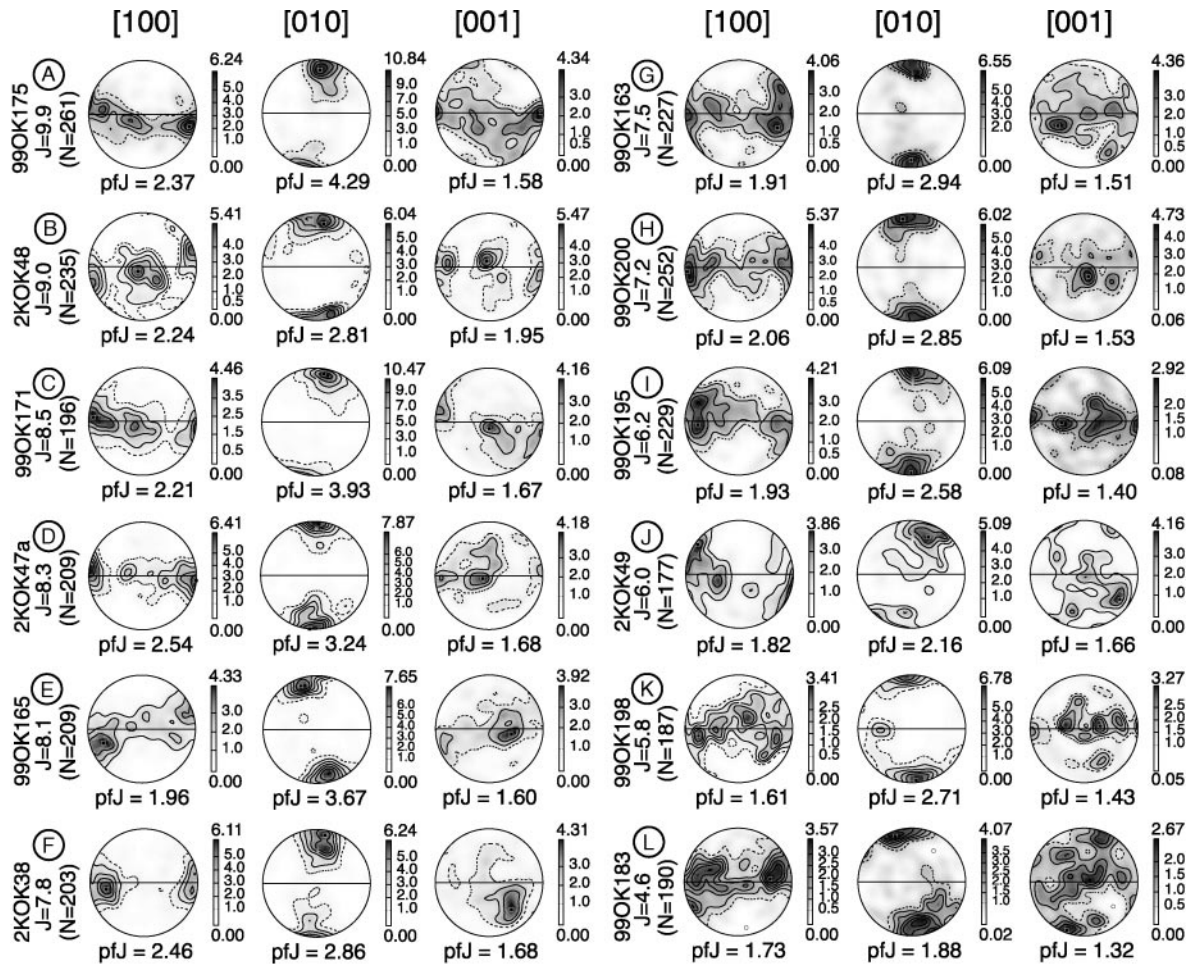 [100] [010] [001] [100] [010] [001]
A
99OK175
J=9.9
(N=261)
6.24
5.0
4.0
3.0
2.0
1.0
0.00
pfJ = 2.37
10.84
9.0
7.0
5.0
3.0
1.0
0.00
pfJ = 4.29
4.34
3.0
2.0
1.0
0.00
pfJ = 1.58
B
2KOK48
J=9.0
(N=235)
5.41
4.0
3.0
2.0
1.0
0.5
0.00
pfJ = 2.24
6.04
5.0
4.0
3.0
2.0
1.0
0.00
pfJ = 2.81
5.47
4.0
3.0
2.0
1.0
0.5
0.00
pfJ = 1.95
C
99OK171
J=8.5
(N=196)
4.46
3.5
2.5
1.5
0.5
0.00
pfJ = 2.21
10.47
9.0
7.0
5.0
3.0
1.0
0.00
pfJ = 3.93
4.16
3.0
2.0
1.0
0.00
pfJ = 1.67
D
2KOK47a
J=8.3
(N=209)
6.41
5.0
4.0
3.0
2.0
1.0
0.00
pfJ = 2.54
7.87
6.0
4.0
3.0
2.0
1.0
0.00
pfJ = 3.24
4.18
3.0
2.0
1.0
0.00
pfJ = 1.68
E
99OK165
J=8.1
(N=209)
4.33
3.0
2.0
1.0
0.00
pfJ = 1.96
7.65
6.0
4.0
3.0
2.0
1.0
0.00
pfJ = 3.67
3.92
3.0
2.0
1.0
0.00
pfJ = 1.60
F
2KOK38
J=7.8
(N=203)
6.11
5.0
4.0
3.0
2.0
1.0
0.00
pfJ = 2.46
6.24
5.0
4.0
3.0
2.0
1.0
0.00
pfJ = 2.86
4.31
3.0
2.0
1.0
0.00
pfJ = 1.68
G
99OK163
J=7.5
(N=227)
4.06
3.0
2.0
1.0
0.00
pfJ = 1.91
6.55
5.0
4.0
3.0
2.0
0.00
pfJ = 2.94
4.36
3.0
2.0
1.0
0.00
pfJ = 1.51
H
99OK200
J=7.2
(N=252)
5.37
4.0
3.0
2.0
1.0
0.5
0.00
pfJ = 2.06
6.02
5.0
4.0
3.0
2.0
1.0
0.00
pfJ = 2.85
4.73
3.0
2.0
1.0
0.5
0.06
pfJ = 1.53
I
99OK195
J=6.2
(N=229)
4.21
3.0
2.0
1.0
0.00
pfJ = 1.93
6.09
5.0
4.0
3.0
2.0
1.0
0.00
pfJ = 2.58
2.92
2.0
1.5
1.0
0.08
pfJ = 1.40
J
2KOK49
J=6.0
(N=177)
3.86
3.0
2.0
1.0
0.00
pfJ = 1.82
5.09
4.0
3.0
2.0
1.0
0.00
pfJ = 2.16
4.16
3.0
2.0
1.0
0.00
pfJ = 1.66
K
99OK198
J=5.8
(N=187)
3.41
2.5
2.0
1.5
1.0
0.5
0.00
pfJ = 1.61
6.78
5.0
4.0
3.0
2.0
1.0
0.00
pfJ = 2.71
3.27
2.5
2.0
1.5
1.0
0.05
pfJ = 1.43
L
99OK183
J=4.6
(N=190)
3.57
2.5
2.0
1.5
1.0
0.5
0.00
pfJ = 1.73
4.07
3.0
2.5
2.0
1.5
1.0
0.5
0.02
pfJ = 1.88
2.67
2.0
1.5
1.0
0.5
0.00
pfJ = 1.32